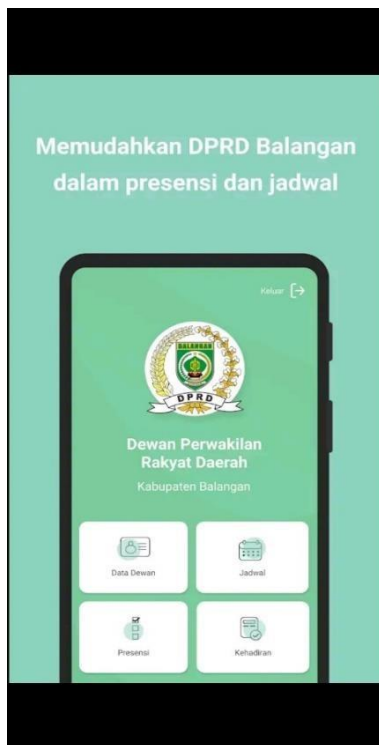 Memudahkan DPRD Balangan
dalam presensi dan jadwal
Keluar
BALANGAN
DPRD
Dewan Perwakilan
Rakyat Daerah
Kabupaten Balangan
Data Dewan
Jadwal
Presensi
Kehadiran